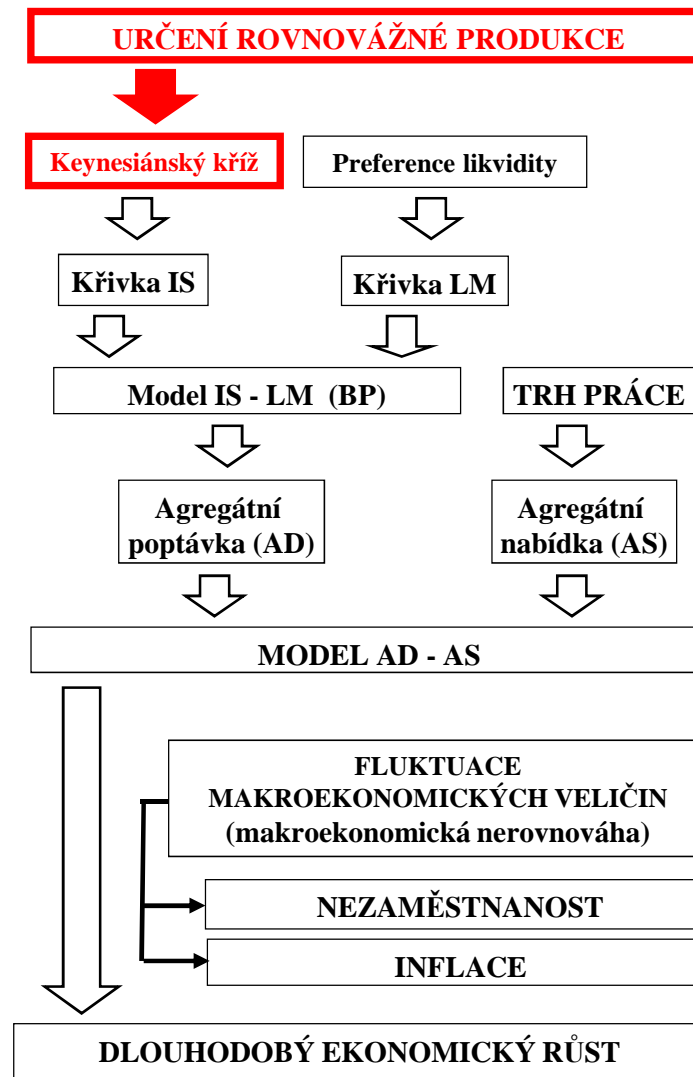 URČENÍ ROVNOVÁŽNÉ PRODUKCE
Keynesiánský kříž
Preference likvidity
Křivka IS
Křivka LM
Model IS - LM (BP)
TRH PRÁCE
Agregátní
poptávka (AD)
Agregátní
nabídka (AS)
MODEL AD - AS
FLUKTUACE
MAKROEKONOMICKÝCH VELIČIN
(makroekonomická nerovnováha)
NEZAMĚSTNANOST
INFLACE
DLOUHODOBÝ EKONOMICKÝ RŮST